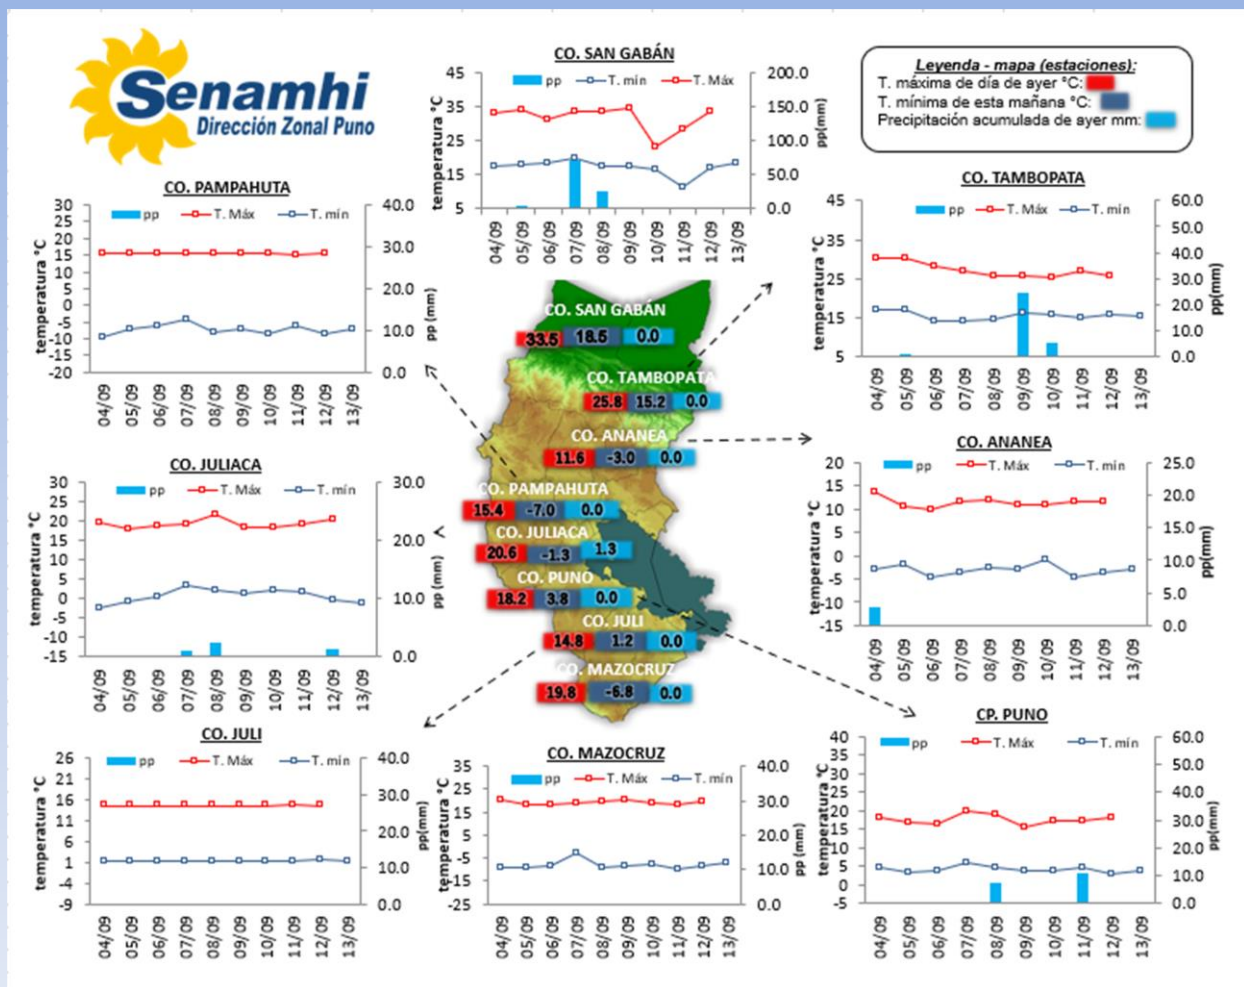 Senamhi
Dirección Zonal Puno
CO. SAN GABÁN
pp T. mín T. Máx
45 35 25 15 5
temperatura °C
200.0 150.0 100.0 50.0 0.0
pp(mm)
04/09 05/09 06/09 07/09 08/09 09/09 10/09 11/09 12/09 13/09
Leyenda - mapa (estaciones):
T. máxima de día de ayer °C:
T. mínima de esta mañana °C:
Precipitación acumulada de ayer mm:
CO. PAMPAHUTA
pp T. Máx T. mín
30 25 20 15 10 5 0 -5 -10 -15 -20
temperatura °C
40.0 30.0 20.0 10.0 0.0
pp (mm)
04/09 05/09 06/09 07/09 08/09 09/09 10/09 11/09 12/09 13/09
CO. TAMBOPATA
pp T. Máx T. mín
45 35 25 15 5
temperatura °C
60.0 50.0 40.0 30.0 20.0 10.0 0.0
pp(mm)
04/09 05/09 06/09 07/09 08/09 09/09 10/09 11/09 12/09 13/09
CO. SAN GABÁN
33.5 18.5 0.0
CO. TAMBOPATA
25.8 15.2 0.0
CO. ANANEA
11.6 -3.0 0.0
CO. PAMPAHUTA
15.4 -7.0 0.0
CO. JULIACA
20.6 -1.3 1.3
CO. PUNO
18.2 3.8 0.0
CO. JULI
14.8 1.2 0.0
CO. MAZOCRUZ
19.8 -6.8 0.0
CO. JULIACA
pp T. Máx T. mín
30 25 20 15 10 5 0 -5 -10 -15
temperatura °C
30.0 20.0 10.0 0.0
pp (mm)
04/09 05/09 06/09 07/09 08/09 09/09 10/09 11/09 12/09 13/09
CO. ANANEA
pp T. Máx T. mín
20 15 10 5 0 -5 -10 -15
temperatura °C
25.0 20.0 15.0 10.0 5.0 0.0
pp(mm)
04/09 05/09 06/09 07/09 08/09 09/09 10/09 11/09 12/09 13/09
CO. JULI
pp T. Máx T. mín
26 21 16 11 6 1 -4 -9
temperatura °C
40.0 30.0 20.0 10.0 0.0
pp(mm)
04/09 05/09 06/09 07/09 08/09 09/09 10/09 11/09 12/09 13/09
CO. MAZOCRUZ
pp T. Máx T. mín
35 25 15 5 -5 -15 -25
temperatura °C
40.0 30.0 20.0 10.0 0.0
pp (mm)
04/09 05/09 06/09 07/09 08/09 09/09 10/09 11/09 12/09 13/09
CP. PUNO
pp T. Máx T. mín
40 35 30 25 20 15 10 5 0 -5
temperatura °C
60.0 50.0 40.0 30.0 20.0 10.0 0.0
pp(mm)
04/09 05/09 06/09 07/09 08/09 09/09 10/09 11/09 12/09 13/09